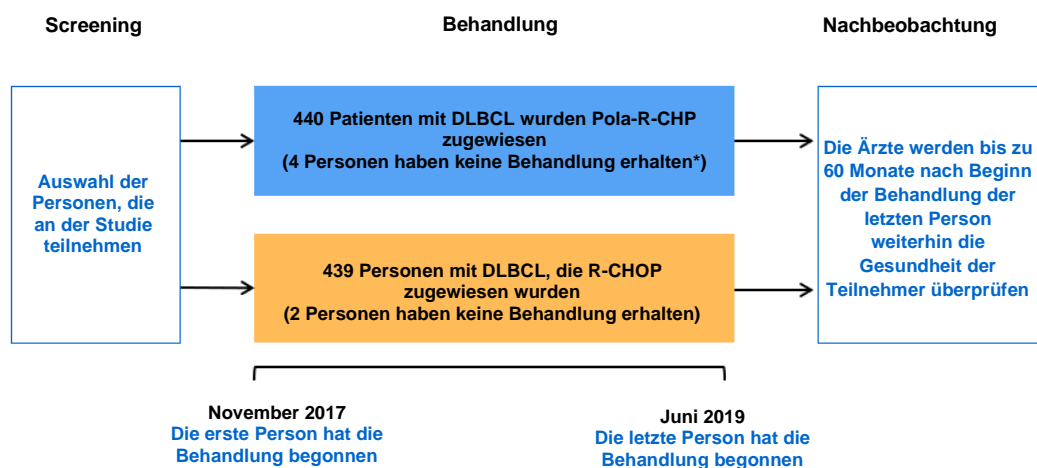 Screening
Behandlung
Nachbeobachtung
Auswahl der
Personen, die
an der Studie
teilnehmen
440 Patienten mit DLBCL wurden Pola-R-CHP
zugewiesen
(4 Personen haben keine Behandlung erhalten*)
439 Personen mit DLBCL, die R-CHOP
zugewiesen wurden
(2 Personen haben keine Behandlung erhalten)
Die Ärzte werden bis zu
60 Monate nach Beginn
der Behandlung der
letzten Person
weiterhin die
Gesundheit der
Teilnehmer überprüfen
November 2017
Die erste Person hat die
Behandlung begonnen
Juni 2019
Die letzte Person hat die
Behandlung begonnen